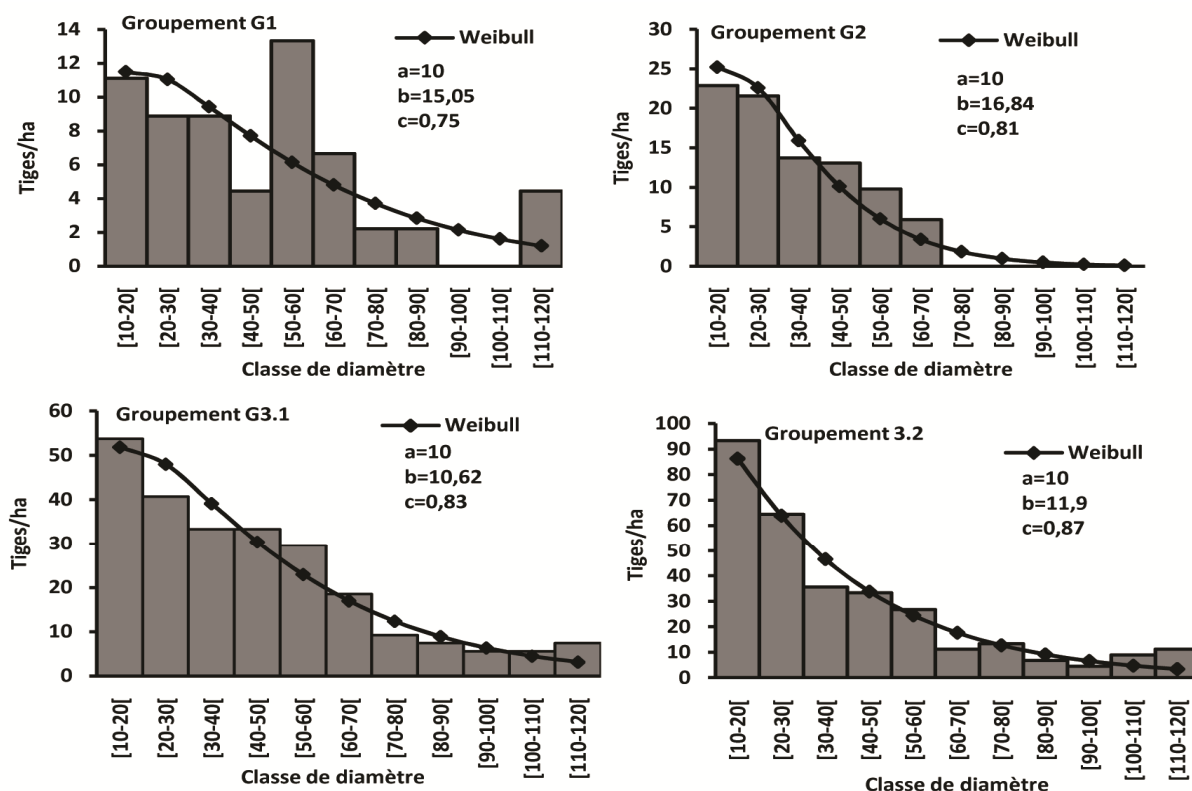 Groupement G1
Weibull
a=10
b=15,05
c=0,75
Tiges/ha
14
12
10
8
6
4
2
0
[10-20[
[20-30[
[30-40[
[40-50[
[50-60[
[60-70[
[70-80[
[80-90[
[90-100[
[100-110[
[110-120[
Classe de diamètre
Groupement G2
Weibull
a=10
b=16,84
c=0,81
Tiges/ha
30
25
20
15
10
5
0
[10-20[
[20-30[
[30-40[
[40-50[
[50-60[
[60-70[
[70-80[
[80-90[
[90-100[
[100-110[
[110-120[
Classe de diamètre
Groupement G3.1
Weibull
a=10
b=10,62
c=0,83
Tiges/ha
60
50
40
30
20
10
0
[10-20[
[20-30[
[30-40[
[40-50[
[50-60[
[60-70[
[70-80[
[80-90[
[90-100[
[100-110[
[110-120[
Classe de diamètre
Groupement 3.2
Weibull
a=10
b=11,9
c=0,87
Tiges/ha
100
90
80
70
60
50
40
30
20
10
0
[10-20[
[20-30[
[30-40[
[40-50[
[50-60[
[60-70[
[70-80[
[80-90[
[90-100[
[100-110[
[110-120[
Classe de diamètre